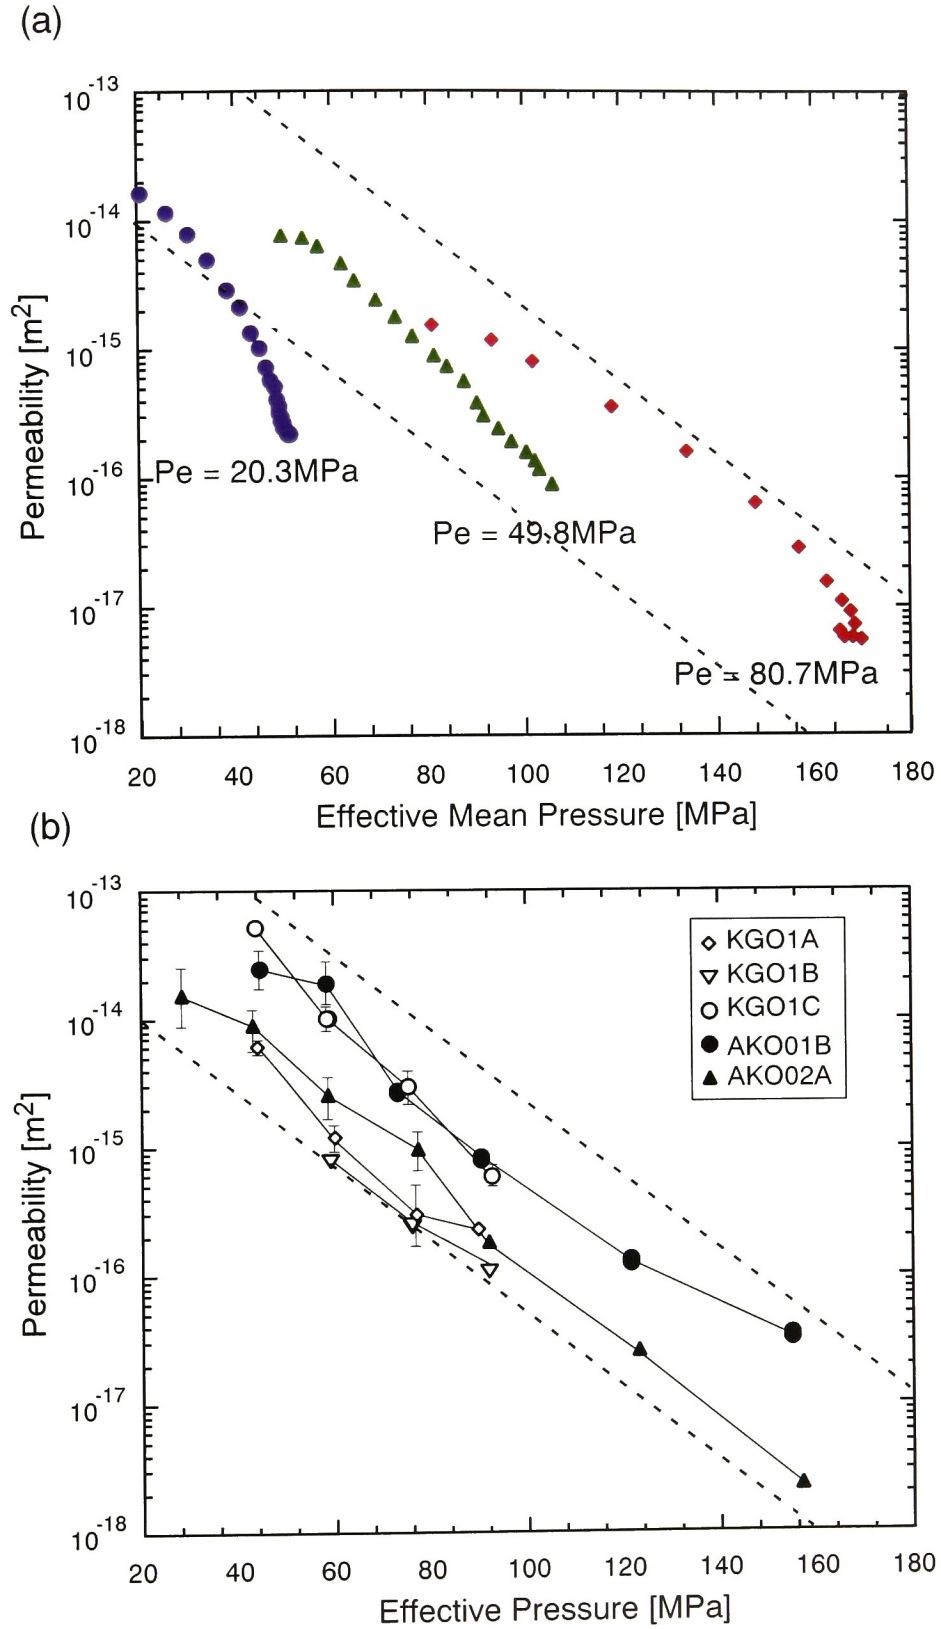 (a)
10-13
10-14
10-15
10-16
10-17
10-18
Permeability [m2]
Pe = 20.3MPa
Pe = 49.8MPa
Pe = 80.7MPa
20 40 60 80 100 120 140 160 180
Effective Mean Pressure [MPa]
(b)
10-13
10-14
10-15
10-16
10-17
10-18
Permeability [m2]
KGO1A
KGO1B
KGO1C
AKO01B
AKO02A
20 40 60 80 100 120 140 160 180
Effective Pressure [MPa]